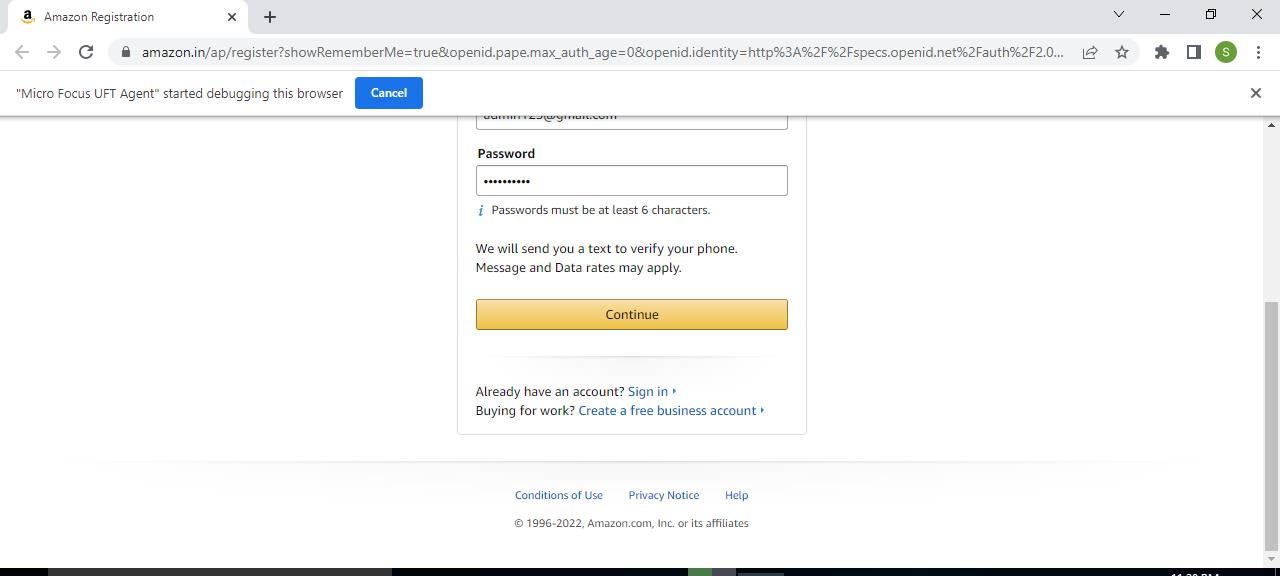 Amazon Registration
amazon.in/ap/register?showRememberMe=true&openid.pape.max_auth_age=0&openid.identity=http%3A%2F%2Fspecs.openid.net%2Fauth%2F2.0...
S
"Micro Focus UFT Agent" started debugging this browser
Cancel
admin123@gmail.com
Password
••••••••••
i Passwords must be at least 6 characters.
We will send you a text to verify your phone.
Message and Data rates may apply.
Continue
Already have an account? Sign in
Buying for work? Create a free business account
Conditions of Use Privacy Notice Help
© 1996-2022, Amazon.com, Inc. or its affiliates